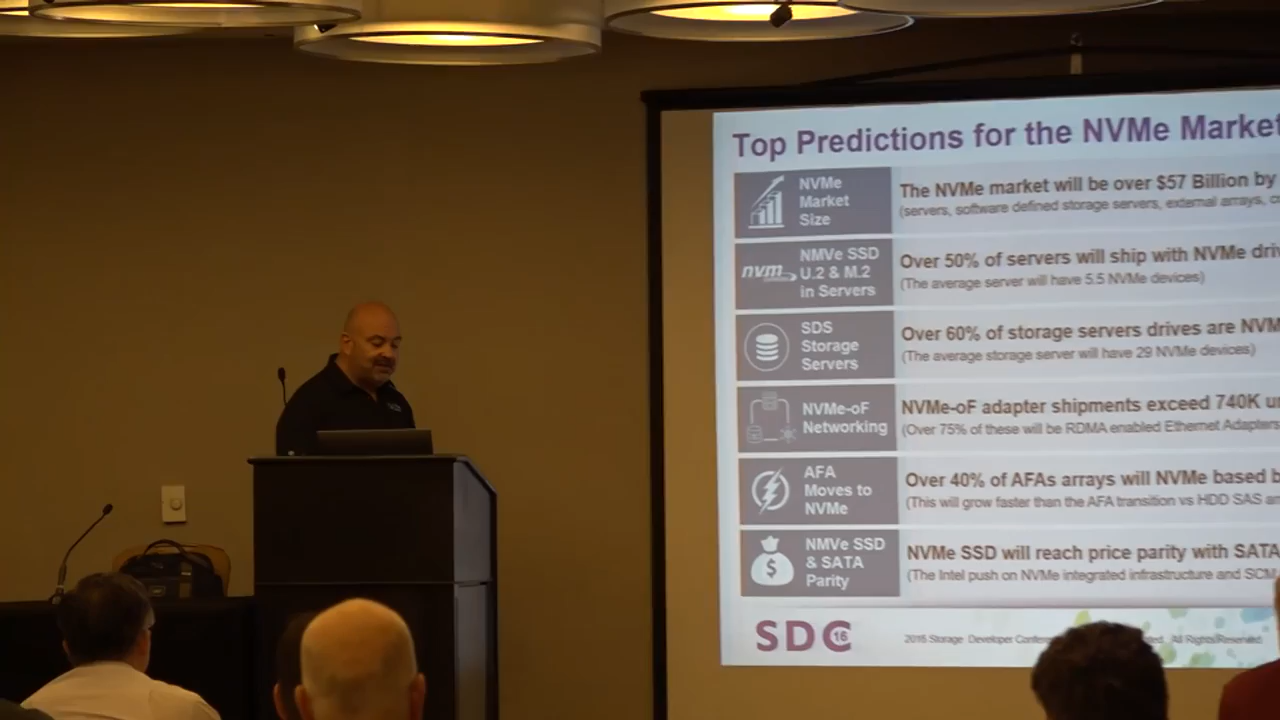 Top Predictions for the NVMe Market
NVMe
Market
Size
The NVMe market will be over $57 Billion by
(servers, software defined storage servers, external arrays,
nvm
NMVe SSD
U.2 & M.2
in Servers
Over 50% of servers will ship with NVMe
(The average server will have 5.5 NVMe devices)
SDS
Storage
Servers
Over 60% of storage servers drives are
(The average storage server will have 29 NVMe devices)
NVMe-oF
Networking
NVMe-oF adapter shipments exceed 740K
(Over 75% of these will be RDMA enabled Ethernet Adapters
AFA
Moves to
NVMe
Over 40% of AFAs arrays will NVMe based
(This will grow faster than the AFA transition vs HDD SAS
$
NMVe SSD
& SATA
Parity
NVMe SSD will reach price parity with SATA
(The Intel push on NVMe integrated infrastructure and SCM
SDC 16
2016 Storage Developer All Rights Reserved